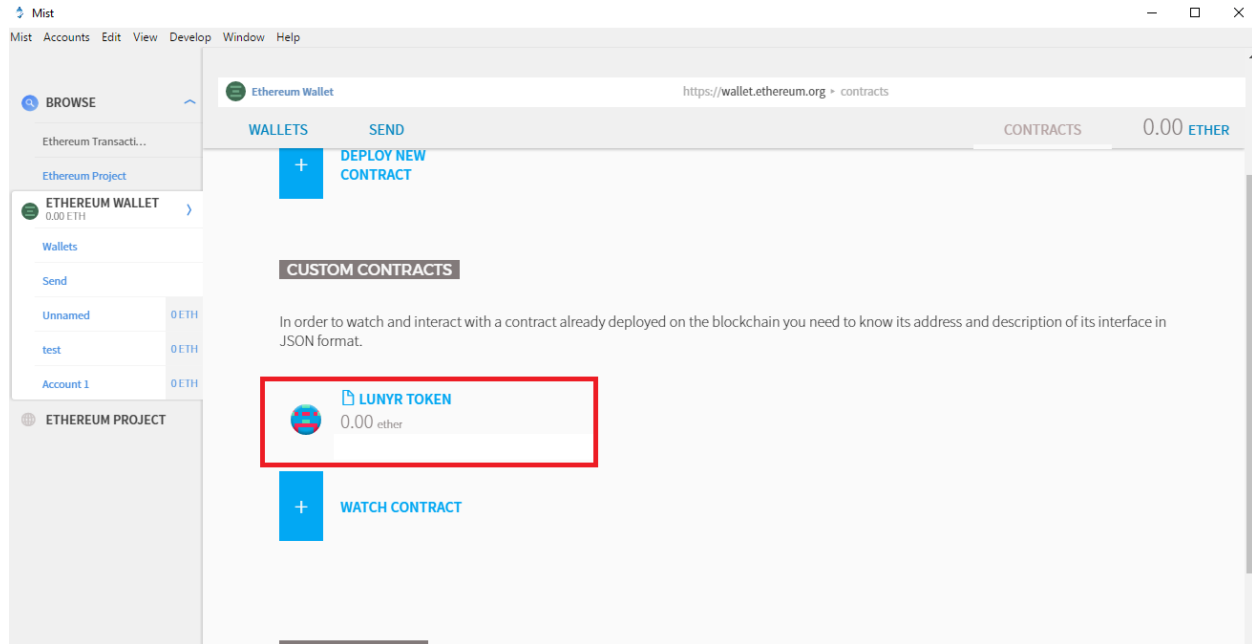 Mist
Mist Accounts Edit View Develop Window Help
BROWSE
Ethereum Transacti...
Ethereum Project
ETHEREUM WALLET
0.00 ETH
Wallets
Send
Unnamed 0 ETH
test 0 ETH
Account 1 0 ETH
ETHEREUM PROJECT
Ethereum Wallet https://wallet.ethereum.org ▸ contracts
WALLETS SEND CONTRACTS 0.00 ETHER
DEPLOY NEW
CONTRACT
CUSTOM CONTRACTS
In order to watch and interact with a contract already deployed on the blockchain you need to know its address and description of its interface in
JSON format.
LUNYR TOKEN
0.00 ether
WATCH CONTRACT